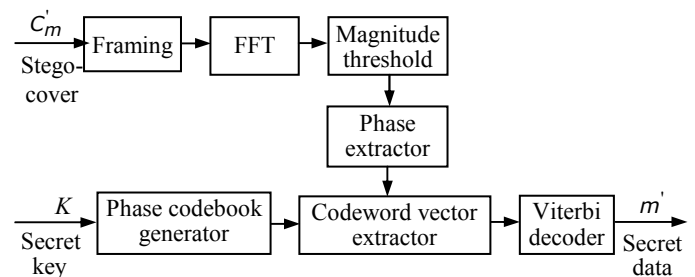 C'm
Stego-
cover
Framing
FFT
Magnitude
threshold
Phase
extractor
K
Secret
key
Phase codebook
generator
Codeword vector
extractor
Viterbi
decoder
m'
Secret
data